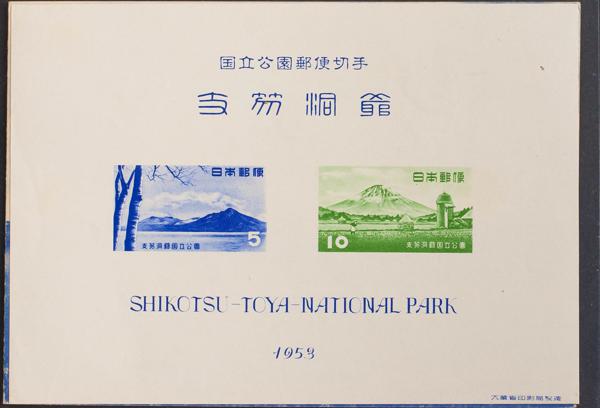 国立公園郵便切手
支笏洞爺
日本郵便
5
支笏洞爺国立公園
日本郵便
10
支笏洞爺国立公園
SHIKOTSU-TOYA-NATIONAL PARK
1953
大蔵省印刷局製造